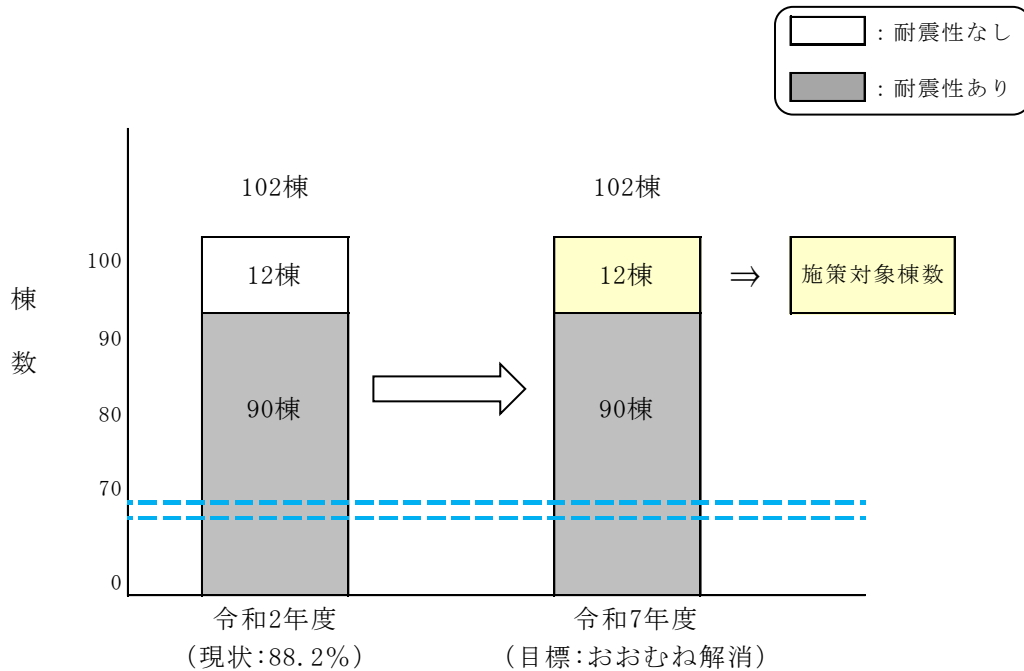 ：耐震性なし
：耐震性あり
102棟
102棟
100
12棟
12棟
⇒
施策対象棟数
棟
数
90
80
90棟
90棟
70
0
令和2年度
令和7年度
（現状：88.2%）
（目標：おおむね解消）